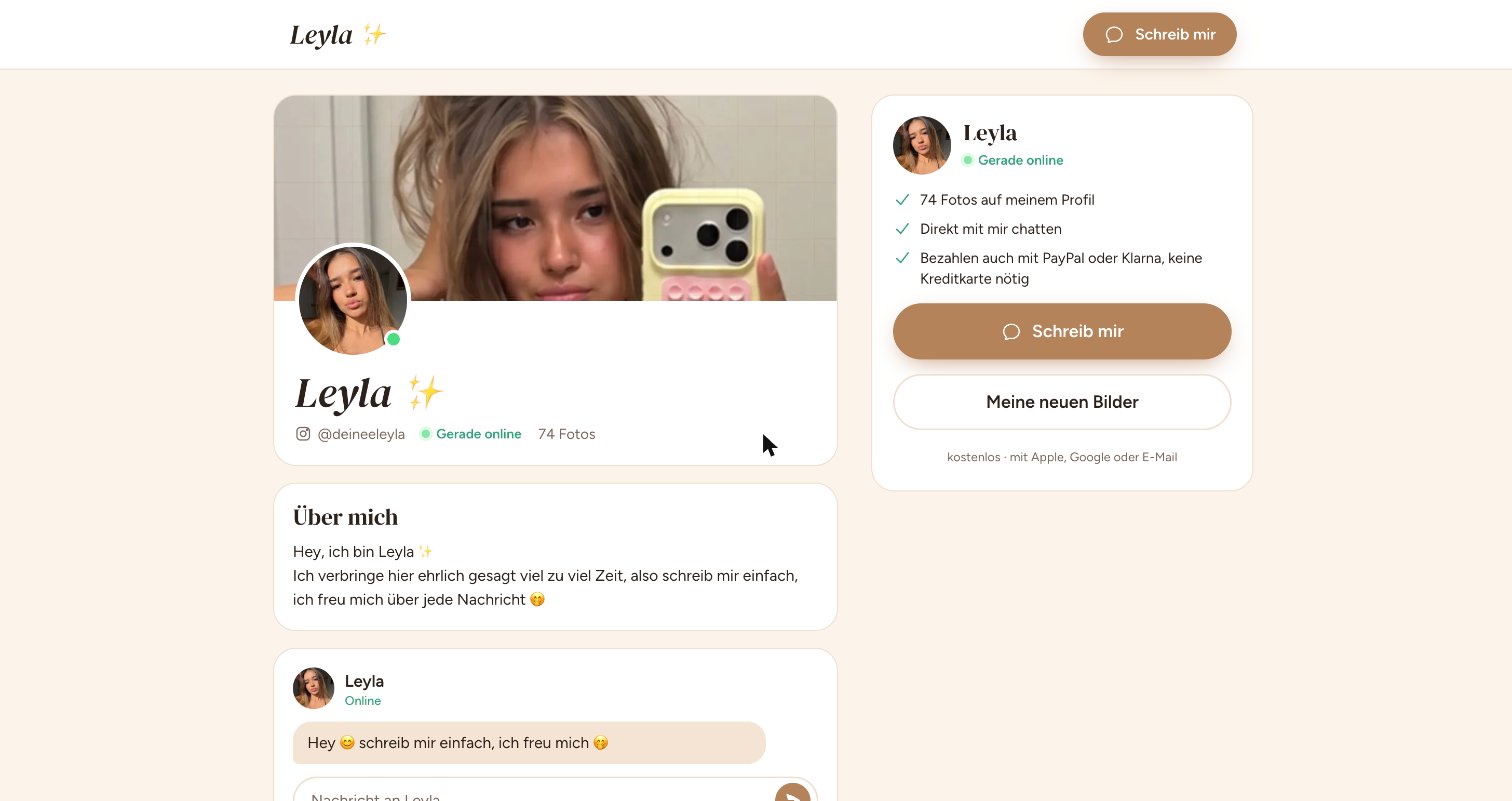 Leyla ✨
Schreib mir
Leyla ✨
@deineeleyla
Gerade online
74 Fotos
Über mich
Hey, ich bin Leyla ✨
Ich verbringe hier ehrlich gesagt viel zu viel Zeit, also schreib mir einfach,
ich freu mich über jede Nachricht 🤭
Leyla
Online
Hey 😊 schreib mir einfach, ich freu mich 🤭
Nachricht an Leyla
Leyla
Gerade online
74 Fotos auf meinem Profil
Direkt mit mir chatten
Bezahlen auch mit PayPal oder Klarna, keine
Kreditkarte nötig
Schreib mir
Meine neuen Bilder
kostenlos · mit Apple, Google oder E-Mail